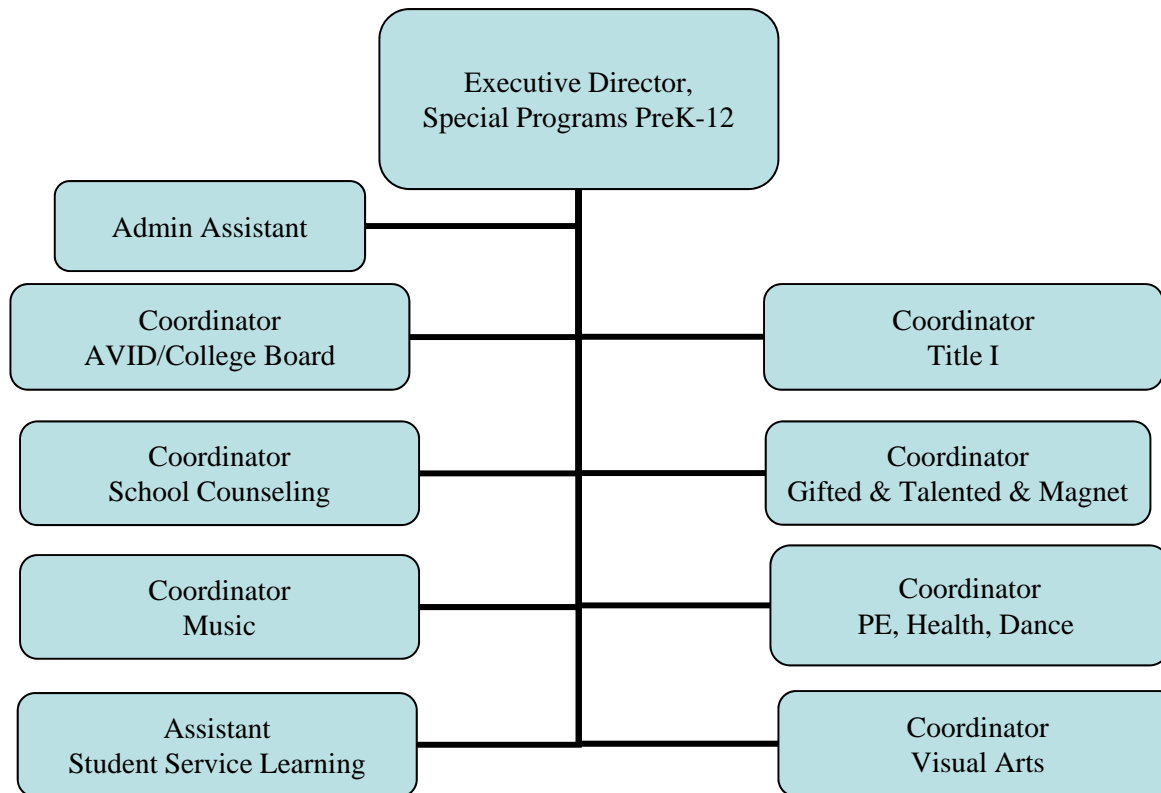 Executive Director,
Special Programs PreK-12
Admin Assistant
Coordinator
AVID/College Board
Coordinator
Title I
Coordinator
School Counseling
Coordinator
Gifted & Talented & Magnet
Coordinator
Music
Coordinator
PE, Health, Dance
Assistant
Student Service Learning
Coordinator
Visual Arts